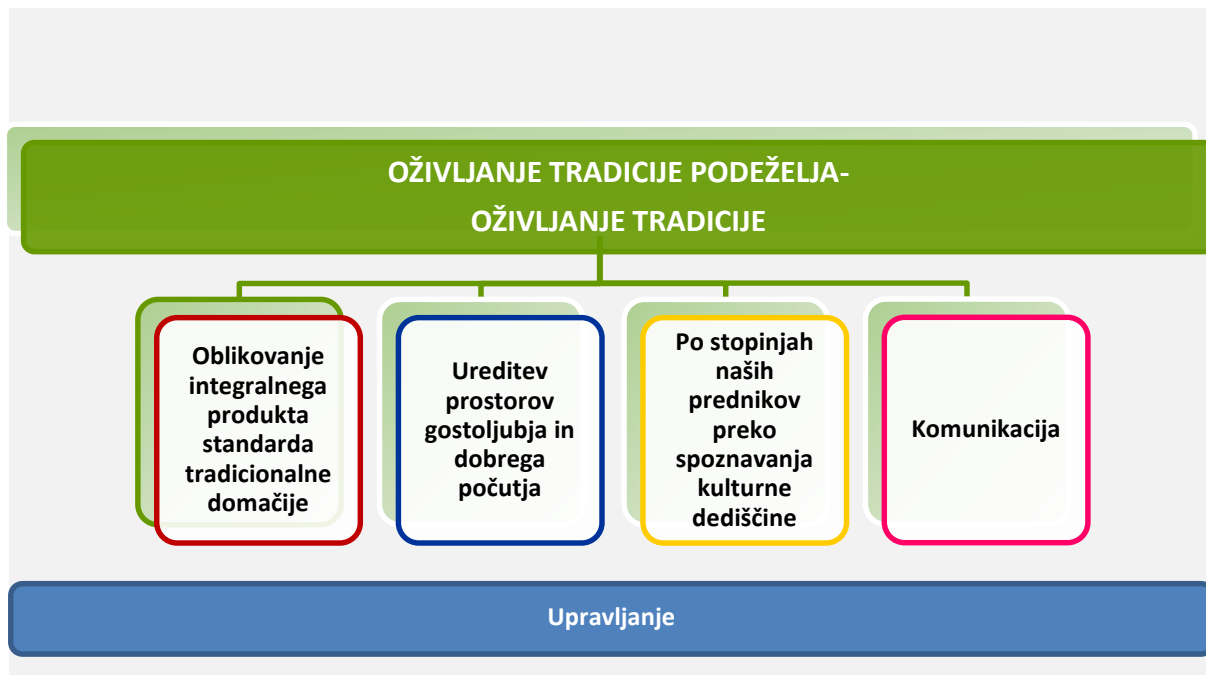 OŽIVLJANJE TRADICIJE PODEŽELJA-
OŽIVLJANJE TRADICIJE
Oblikovanje
integralnega
produkta
standarda
tradicionalne
domačije
Ureditev
prostorov
gostoljubja in
dobrega
počutja
Po stopinjah
naših
prednikov
preko
spoznavanja
kulturne
dediščine
Komunikacija
Upravljanje